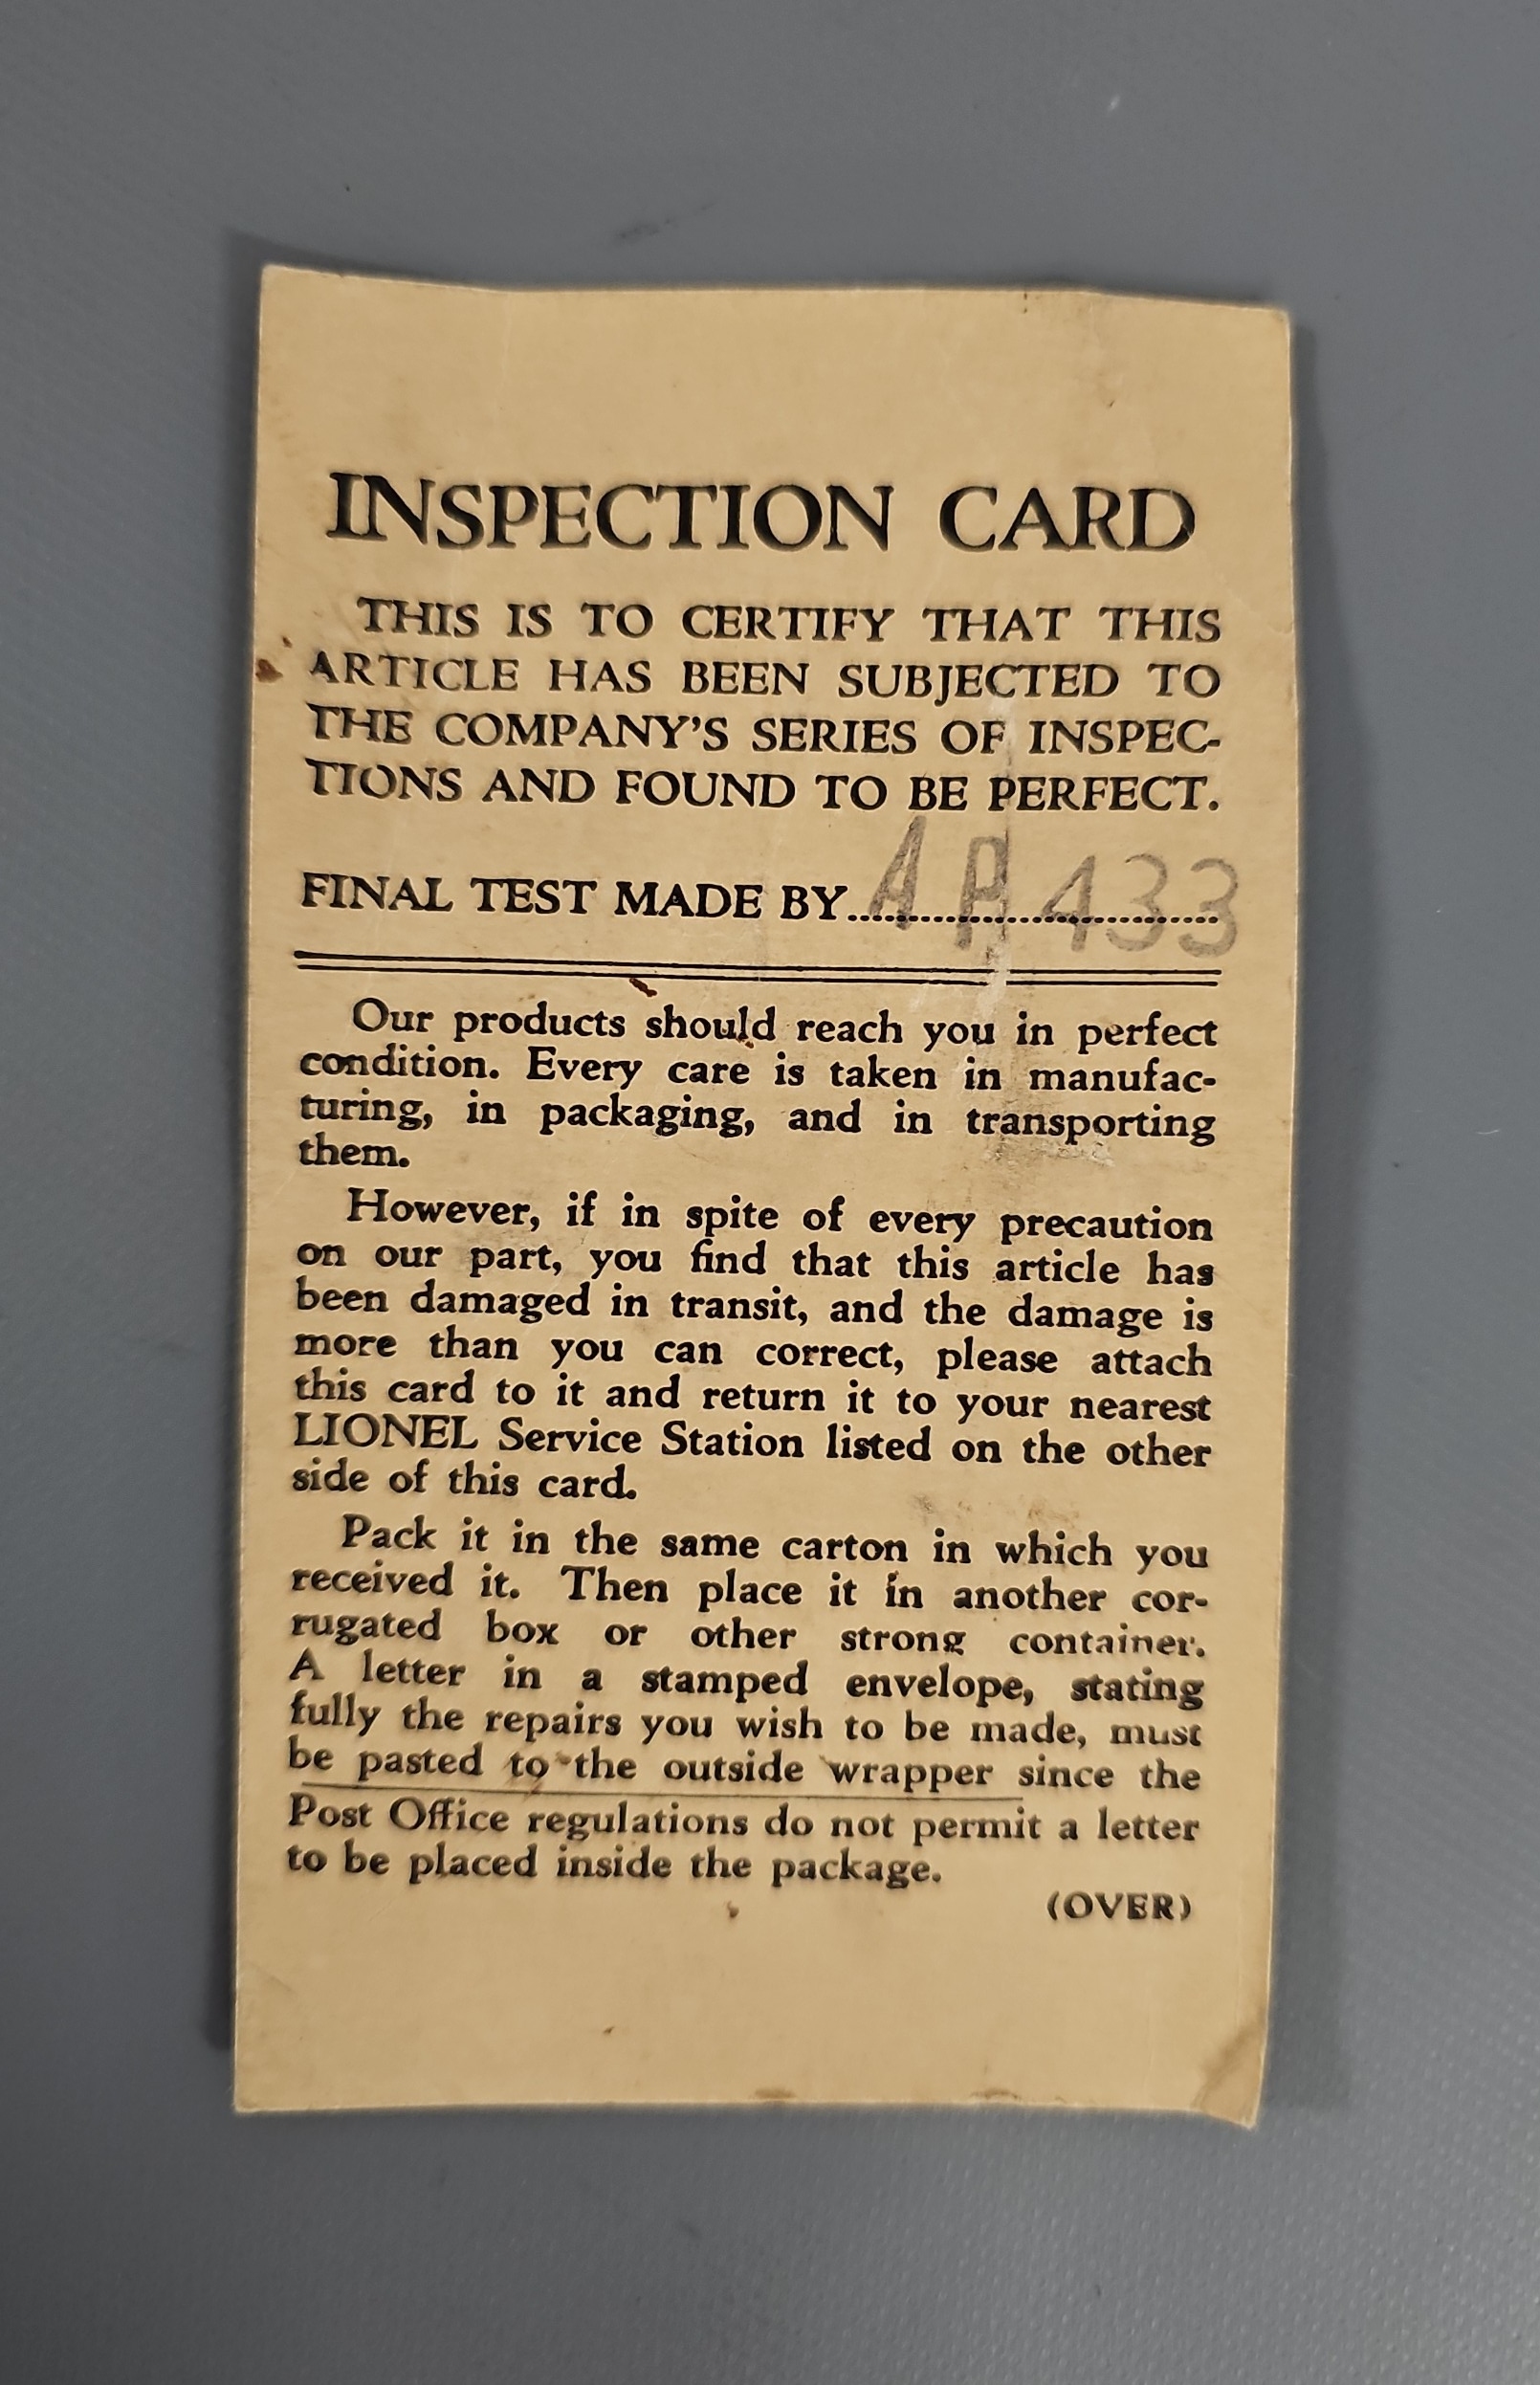 INSPECTION CARD
THIS IS TO CERTIFY THAT THIS
ARTICLE HAS BEEN SUBJECTED TO
THE COMPANY'S SERIES OF INSPEC-
TIONS AND FOUND TO BE PERFECT.
FINAL TEST MADE BY.......... 433
Our products should reach you in perfect
condition. Every care is taken in manufac-
turing, in packaging, and in transporting
them.
However, if in spite of every precaution
on our part, you find that this article has
been damaged in transit, and the damage is
more than you can correct, please attach
this card to it and return it to your nearest
LIONEL Service Station listed on the other
side of this card.
Pack it in the same carton in which you
received it. Then place it in another cor-
rugated box or other strong container.
A letter in a stamped envelope, stating
fully the repairs you wish to be made, must
be pasted to the outside wrapper since the
Post Office regulations do not permit a letter
to be placed inside the package.
(OVER)